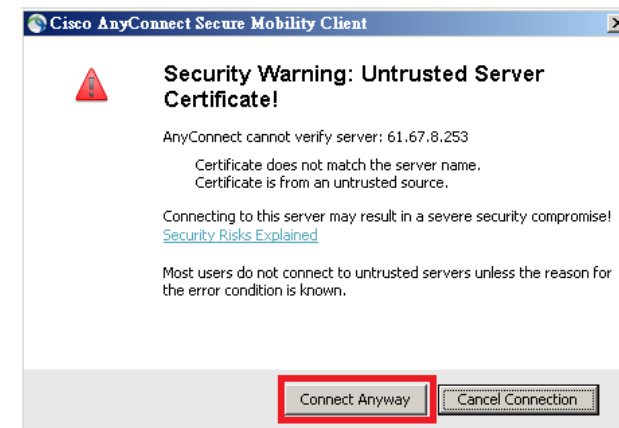 Cisco AnyConnect Secure Mobility Client
Security Warning: Untrusted Server
Certificate!
AnyConnect cannot verify server: 61.67.8.253
Certificate does not match the server name.
Certificate is from an untrusted source.
Connecting to this server may result in a severe security compromise!
Security Risks Explained
Most users do not connect to untrusted servers unless the reason for
the error condition is known.
Connect Anyway
Cancel Connection